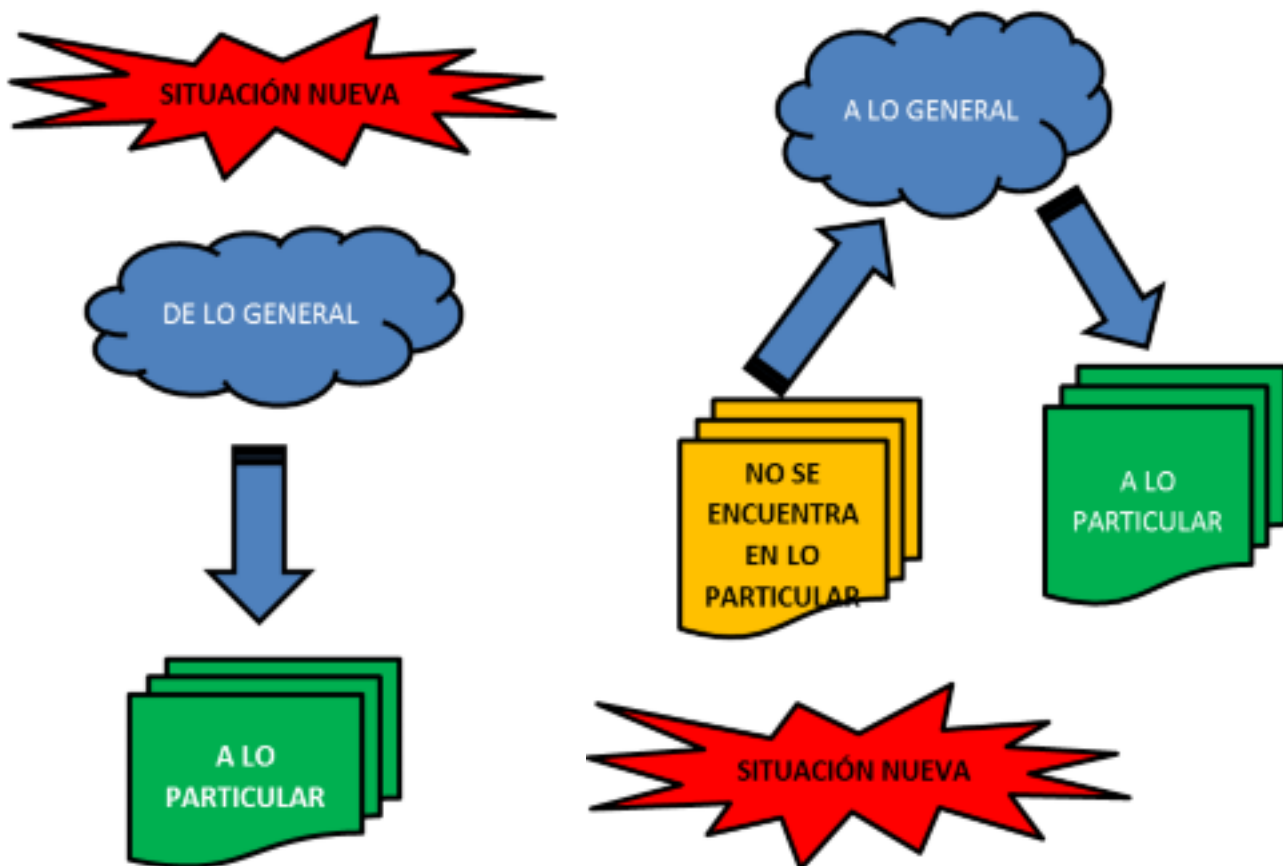 SITUACIÓN NUEVA
DE LO GENERAL
A LO
PARTICULAR
A LO GENERAL
NO SE
ENCUENTRA
EN LO
PARTICULAR
A LO
PARTICULAR
SITUACIÓN NUEVA